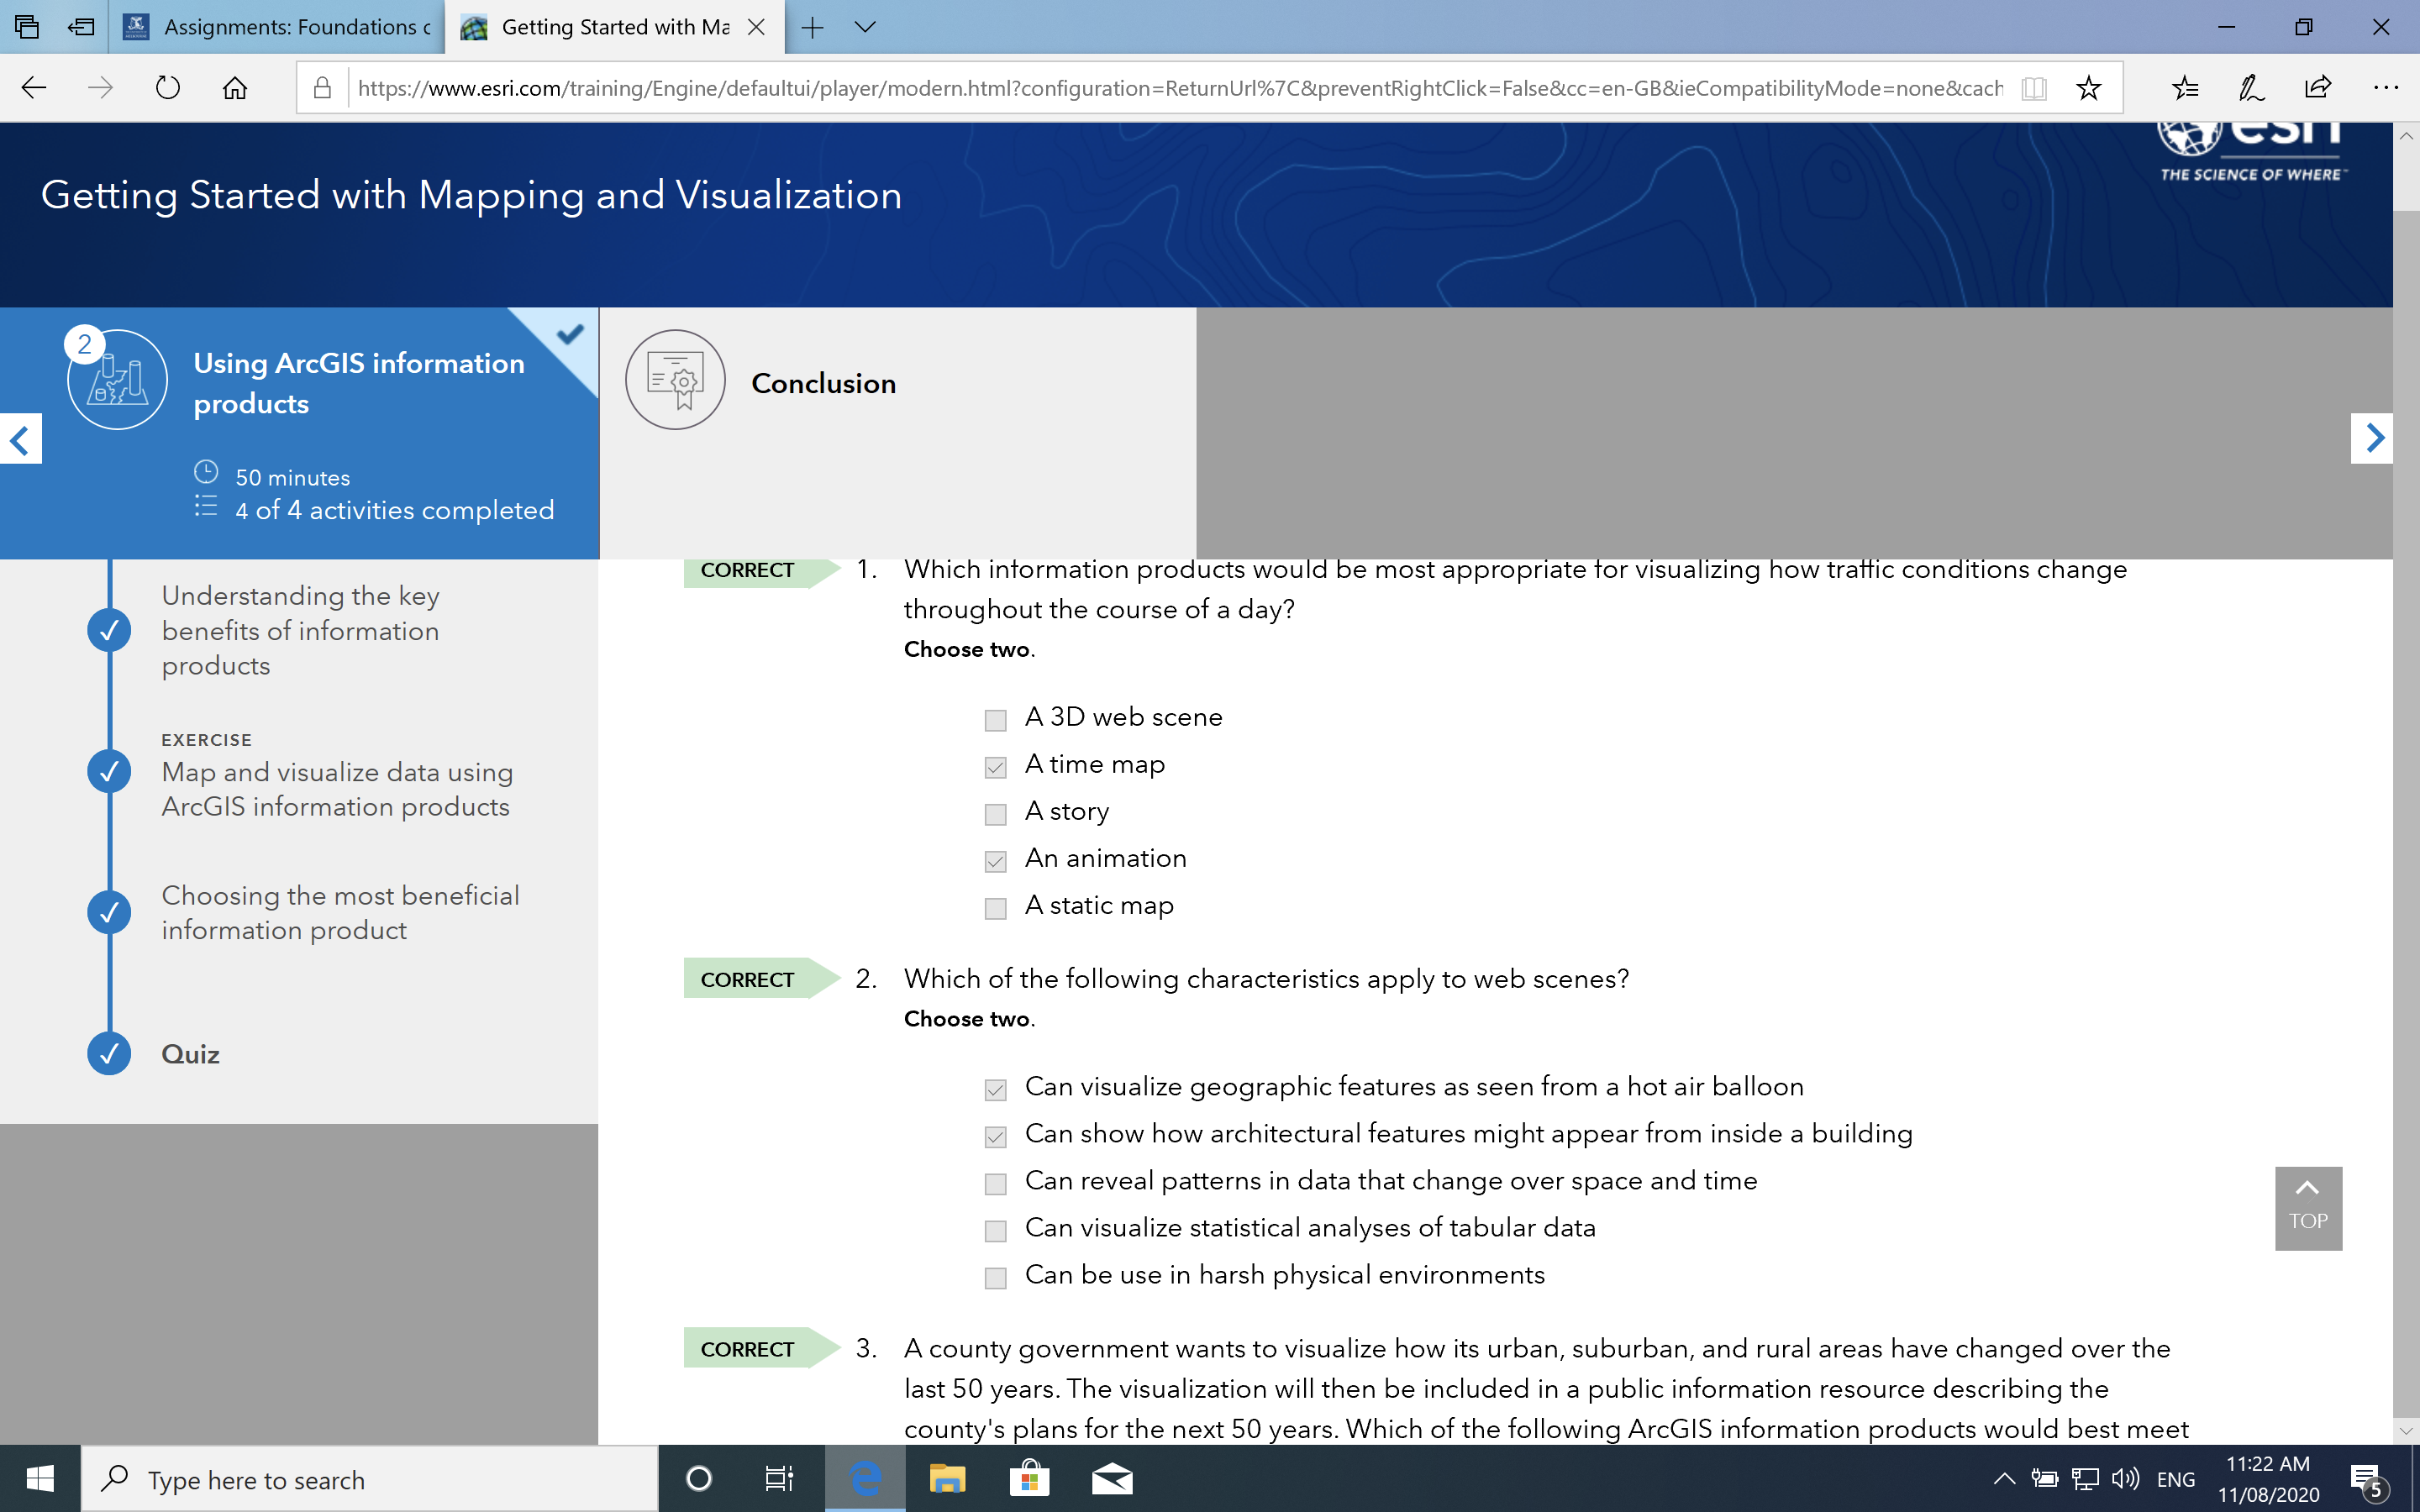 Assignments: Foundations c
Getting Started with Ma
https://www.esri.com/training/Engine/defaultui/player/modern.html?configuration=ReturnUrl%7C&preventRightClick=False&cc=en-GB&ieCompatibilityMode=none&cach
esri
THE SCIENCE OF WHERE™
Getting Started with Mapping and Visualization
2
Using ArcGIS information
products
50 minutes
4 of 4 activities completed
Conclusion
Understanding the key
benefits of information
products
EXERCISE
Map and visualize data using
ArcGIS information products
Choosing the most beneficial
information product
Quiz
CORRECT 1. Which information products would be most appropriate for visualizing how traffic conditions change
throughout the course of a day?
Choose two.
A 3D web scene
A time map
A story
An animation
A static map
CORRECT 2. Which of the following characteristics apply to web scenes?
Choose two.
Can visualize geographic features as seen from a hot air balloon
Can show how architectural features might appear from inside a building
Can reveal patterns in data that change over space and time
Can visualize statistical analyses of tabular data
Can be use in harsh physical environments
TOP
CORRECT 3. A county government wants to visualize how its urban, suburban, and rural areas have changed over the
last 50 years. The visualization will then be included in a public information resource describing the
county's plans for the next 50 years. Which of the following ArcGIS information products would best meet
Type here to search
ENG
11:22 AM
11/08/2020
5